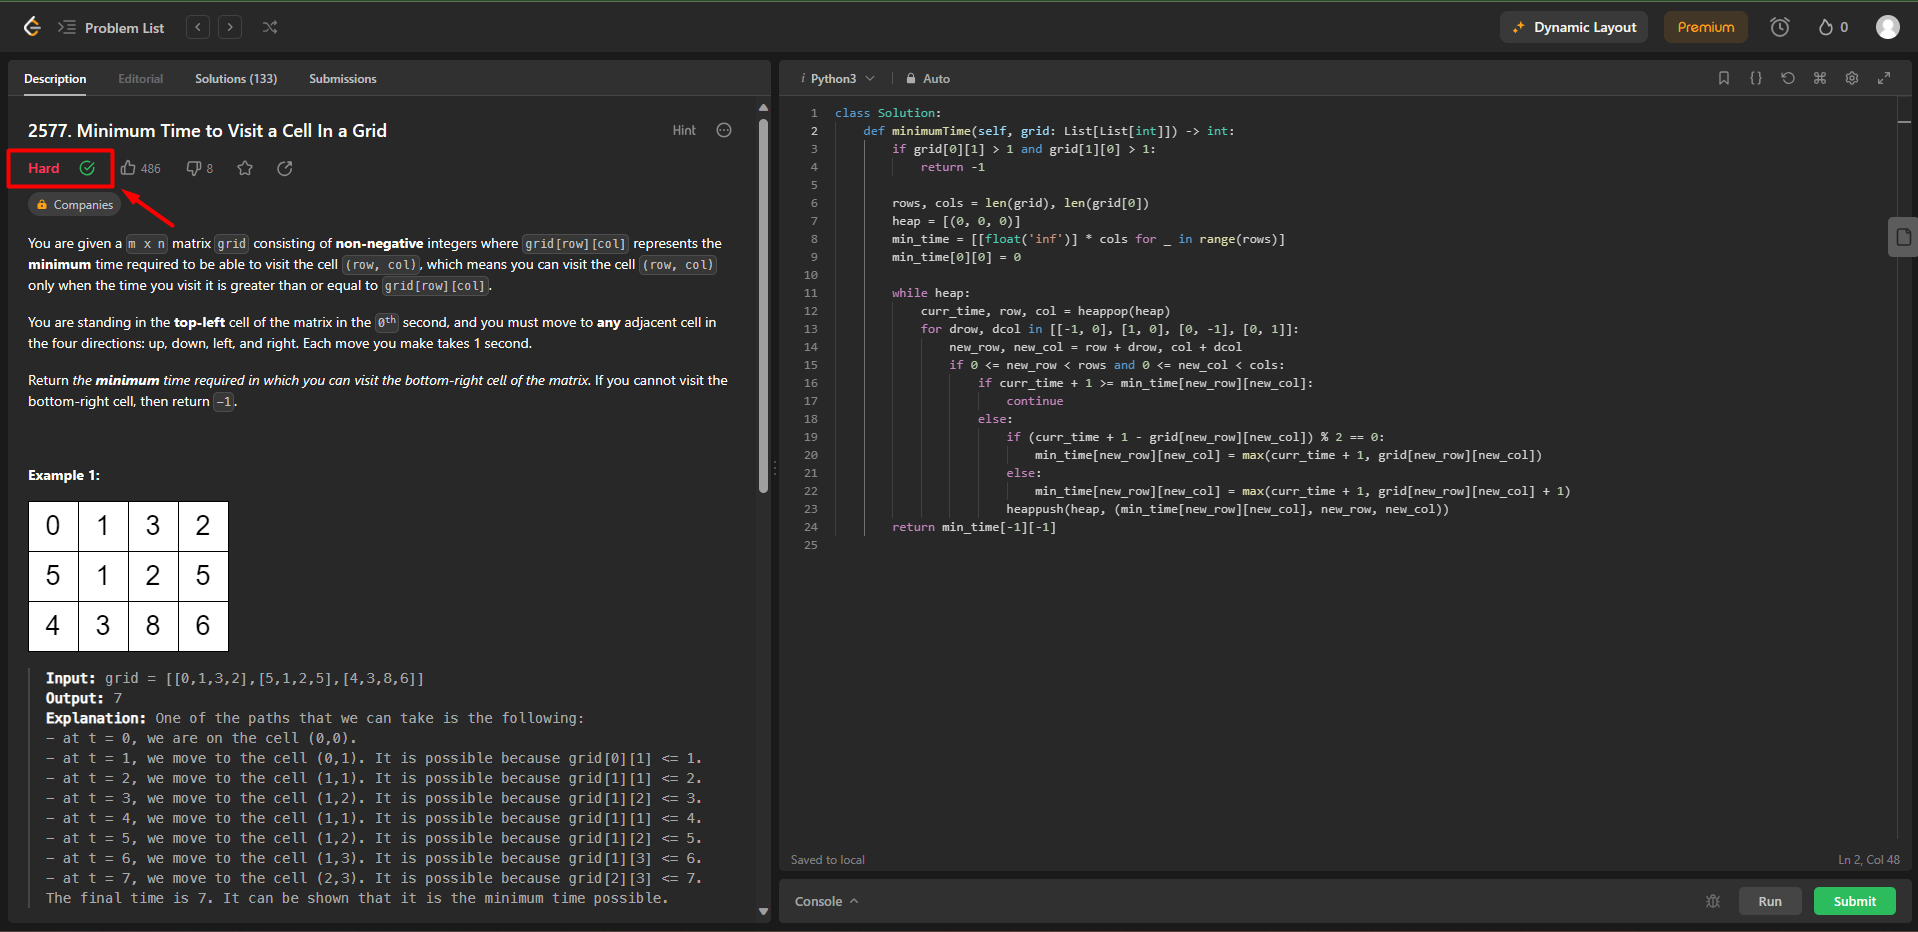 Problem List
Dynamic Layout
Premium
0
Description
Editorial
Solutions (133)
Submissions
2577. Minimum Time to Visit a Cell In a Grid
Hint
Hard
486
8
Companies
You are given a m x n matrix grid consisting of non-negative integers where grid[row][col] represents the
minimum time required to be able to visit the cell (row, col), which means you can visit the cell (row, col)
only when the time you visit it is greater than or equal to grid[row][col].
You are standing in the top-left cell of the matrix in the 0th second, and you must move to any adjacent cell in
the four directions: up, down, left, and right. Each move you make takes 1 second.
Return the minimum time required in which you can visit the bottom-right cell of the matrix. If you cannot visit the
bottom-right cell, then return -1.
Example 1:
0 1 3 2
5 1 2 5
4 3 8 6
Input: grid = [[0,1,3,2],[5,1,2,5],[4,3,8,6]]
Output: 7
Explanation: One of the paths that we can take is the following:
- at t = 0, we are on the cell (0,0).
- at t = 1, we move to the cell (0,1). It is possible because grid[0][1] <= 1.
- at t = 2, we move to the cell (1,1). It is possible because grid[1][1] <= 2.
- at t = 3, we move to the cell (1,2). It is possible because grid[1][2] <= 3.
- at t = 4, we move to the cell (1,1). It is possible because grid[1][1] <= 4.
- at t = 5, we move to the cell (1,2). It is possible because grid[1][2] <= 5.
- at t = 6, we move to the cell (1,3). It is possible because grid[1][3] <= 6.
- at t = 7, we move to the cell (2,3). It is possible because grid[2][3] <= 7.
The final time is 7. It can be shown that it is the minimum time possible.
i Python3
Auto
1 class Solution:
2 def minimumTime(self, grid: List[List[int]]) -> int:
3 if grid[0][1] > 1 and grid[1][0] > 1:
4 return -1
5
6 rows, cols = len(grid), len(grid[0])
7 heap = [(0, 0, 0)]
8 min_time = [[float('inf')] * cols for _ in range(rows)]
9 min_time[0][0] = 0
10
11 while heap:
12 curr_time, row, col = heappop(heap)
13 for drow, dcol in [[-1, 0], [1, 0], [0, -1], [0, 1]]:
14 new_row, new_col = row + drow, col + dcol
15 if 0 <= new_row < rows and 0 <= new_col < cols:
16 if curr_time + 1 >= min_time[new_row][new_col]:
17 continue
18 else:
19 if (curr_time + 1 - grid[new_row][new_col]) % 2 == 0:
20 min_time[new_row][new_col] = max(curr_time + 1, grid[new_row][new_col])
21 else:
22 min_time[new_row][new_col] = max(curr_time + 1, grid[new_row][new_col] + 1)
23 heappush(heap, (min_time[new_row][new_col], new_row, new_col))
24 return min_time[-1][-1]
25
Saved to local
Ln 2, Col 48
Console
Run
Submit